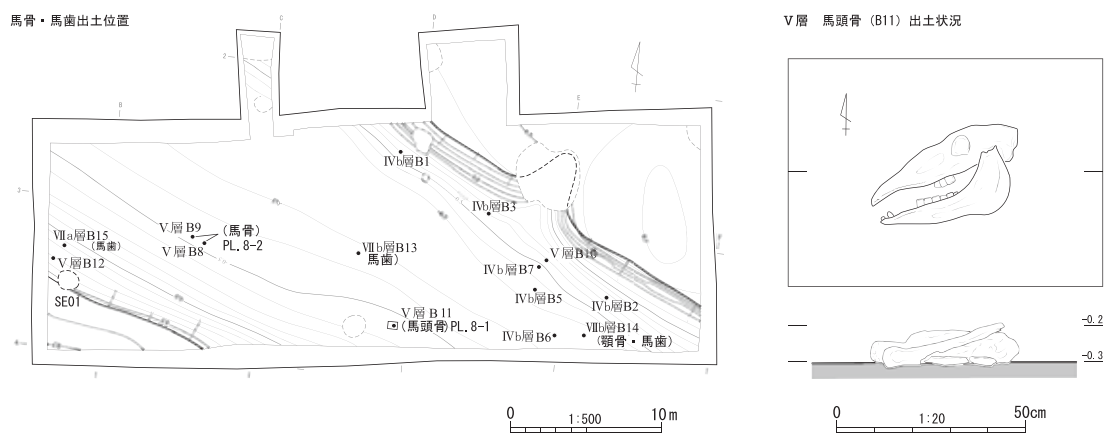 馬骨・馬歯出土位置
Ⅴ層 馬頭骨（B11）出土状況
C
D
2
B
E
3
Ⅳb層B1
Ⅳb層B3
Ⅴ層B9
（馬骨）
Ⅴ層B8
PL.8-2
Ⅶa層B15
（馬歯）
Ⅴ層B12
SE01
Ⅶb層B13
馬歯）
Ⅴ層B10
Ⅳb層B7
Ⅳb層B5
Ⅳb層B2
Ⅴ層B11
（馬頭骨）PL.8-1
Ⅳb層B6
Ⅶb層B14
（顎骨・馬歯）
0 1:500 10m
-0.2
-0.3
0 1:20 50cm